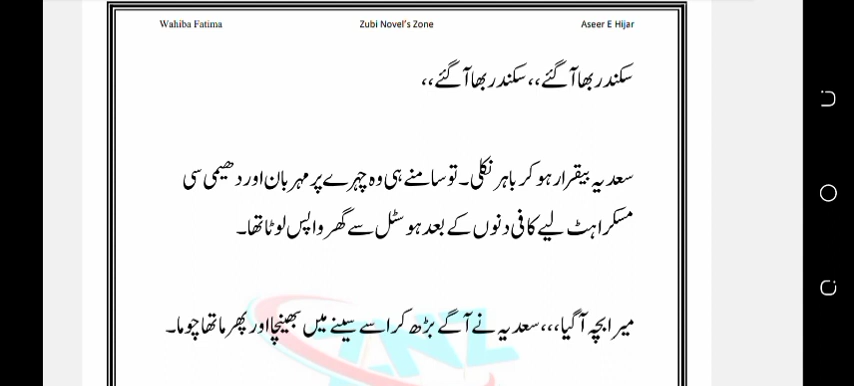 Wahiba Fatima Zubi Novel's Zone Aseer E Hijar
سکندر بھا آ گئے،، سکندر بھا آ گئے،،
سعدیہ بیقرار ہو کر باہر نکلی۔ تو سامنے ہی وہ چہرے پر مہربان اور دھیمی سی
مسکراہٹ لیے کافی دنوں کے بعد ہوسٹل سے گھر واپس لوٹا تھا۔
میرا بچہ آ گیا،،، سعدیہ نے آگے بڑھ کر اسے سینے میں بھینچا اور پھر ماتھا چوما۔
ZNZ